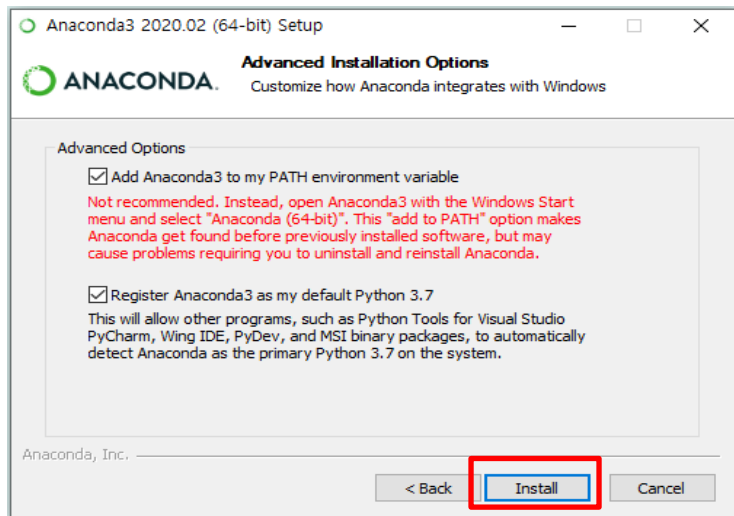 Anaconda3 2020.02 (64-bit) Setup
ANACONDA.
Advanced Installation Options
Customize how Anaconda integrates with Windows
Advanced Options
Add Anaconda3 to my PATH environment variable
Not recommended. Instead, open Anaconda3 with the Windows Start
menu and select "Anaconda (64-bit)". This "add to PATH" option makes
Anaconda get found before previously installed software, but may
cause problems requiring you to uninstall and reinstall Anaconda.
Register Anaconda3 as my default Python 3.7
This will allow other programs, such as Python Tools for Visual Studio
PyCharm, Wing IDE, PyDev, and MSI binary packages, to automatically
detect Anaconda as the primary Python 3.7 on the system.
Anaconda, Inc.
< Back
Install
Cancel